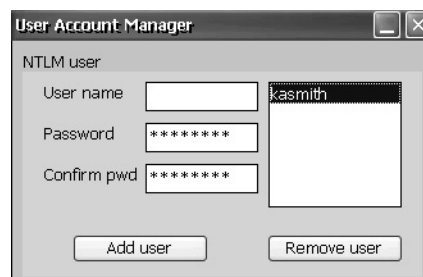 User Account Manager
NTLM user
User name
kasmith
Password ********
Confirm pwd ********
Add user Remove user